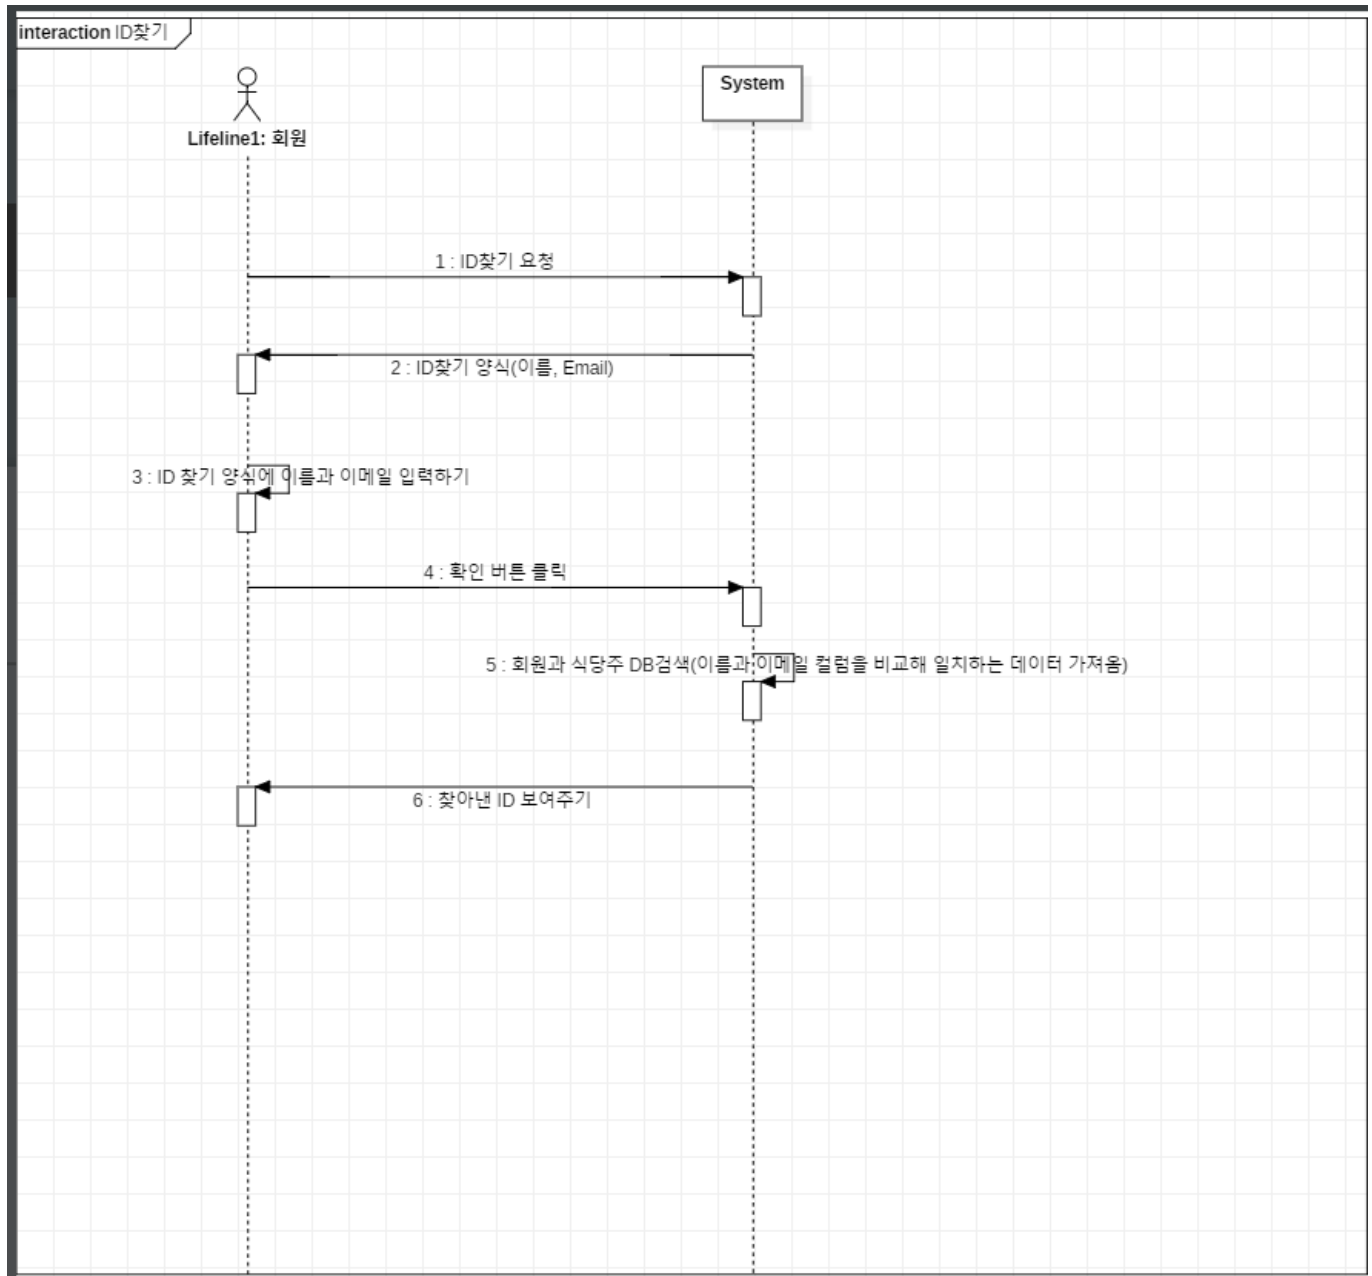 interaction ID찾기
System
Lifeline1: 회원
1 : ID찾기 요청
2 : ID찾기 양식(이름, Email)
3 : ID 찾기 양식에 이름과 이메일 입력하기
4 : 확인 버튼 클릭
5 : 회원과 식당주 DB검색(이름과 이메일 컬럼을 비교해 일치하는 데이터 가져옴)
6 : 찾아낸 ID 보여주기